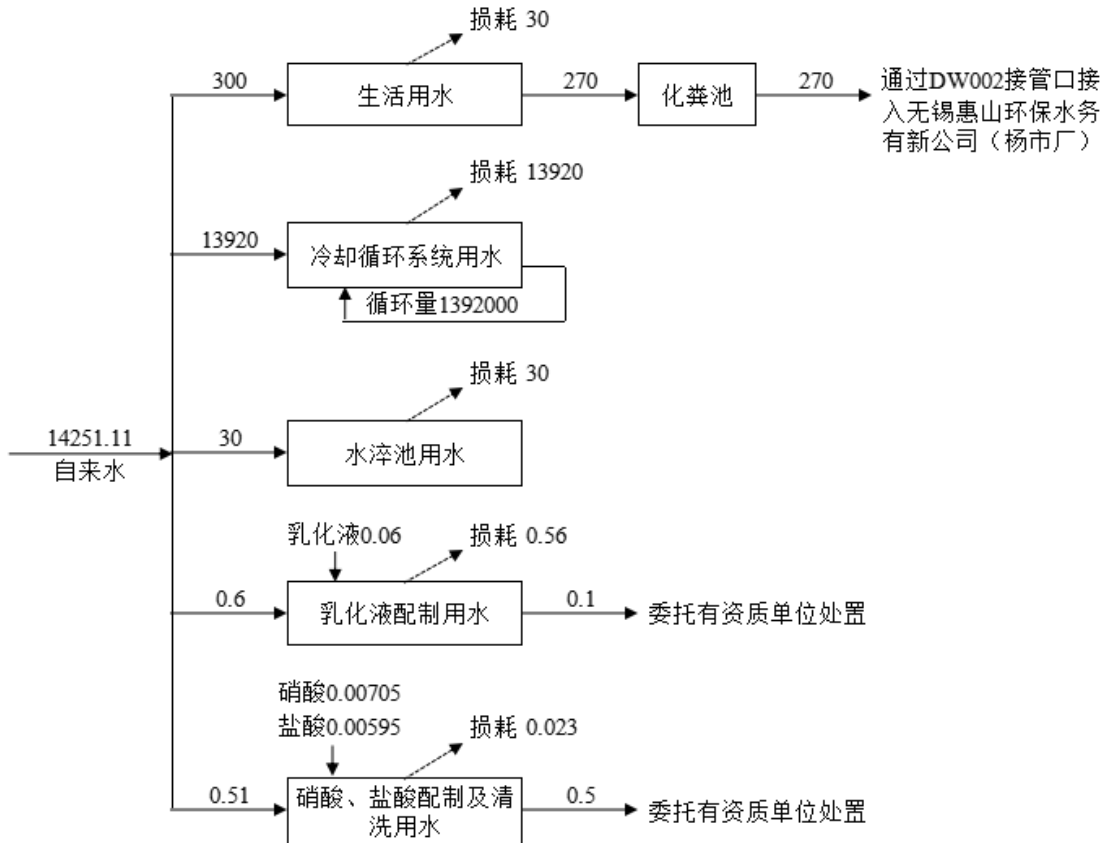 损耗 30
300
生活用水
270
化粪池
270
通过DW002接管口接
入无锡惠山环保水务
有新公司（杨市厂）
损耗 13920
13920
冷却循环系统用水
循环量1392000
损耗 30
14251.11
自来水
30
水淬池用水
乳化液0.06
损耗 0.56
0.6
乳化液配制用水
0.1
委托有资质单位处置
硝酸0.00705
盐酸0.00595
损耗 0.023
0.51
硝酸、盐酸配制及清
洗用水
0.5
委托有资质单位处置